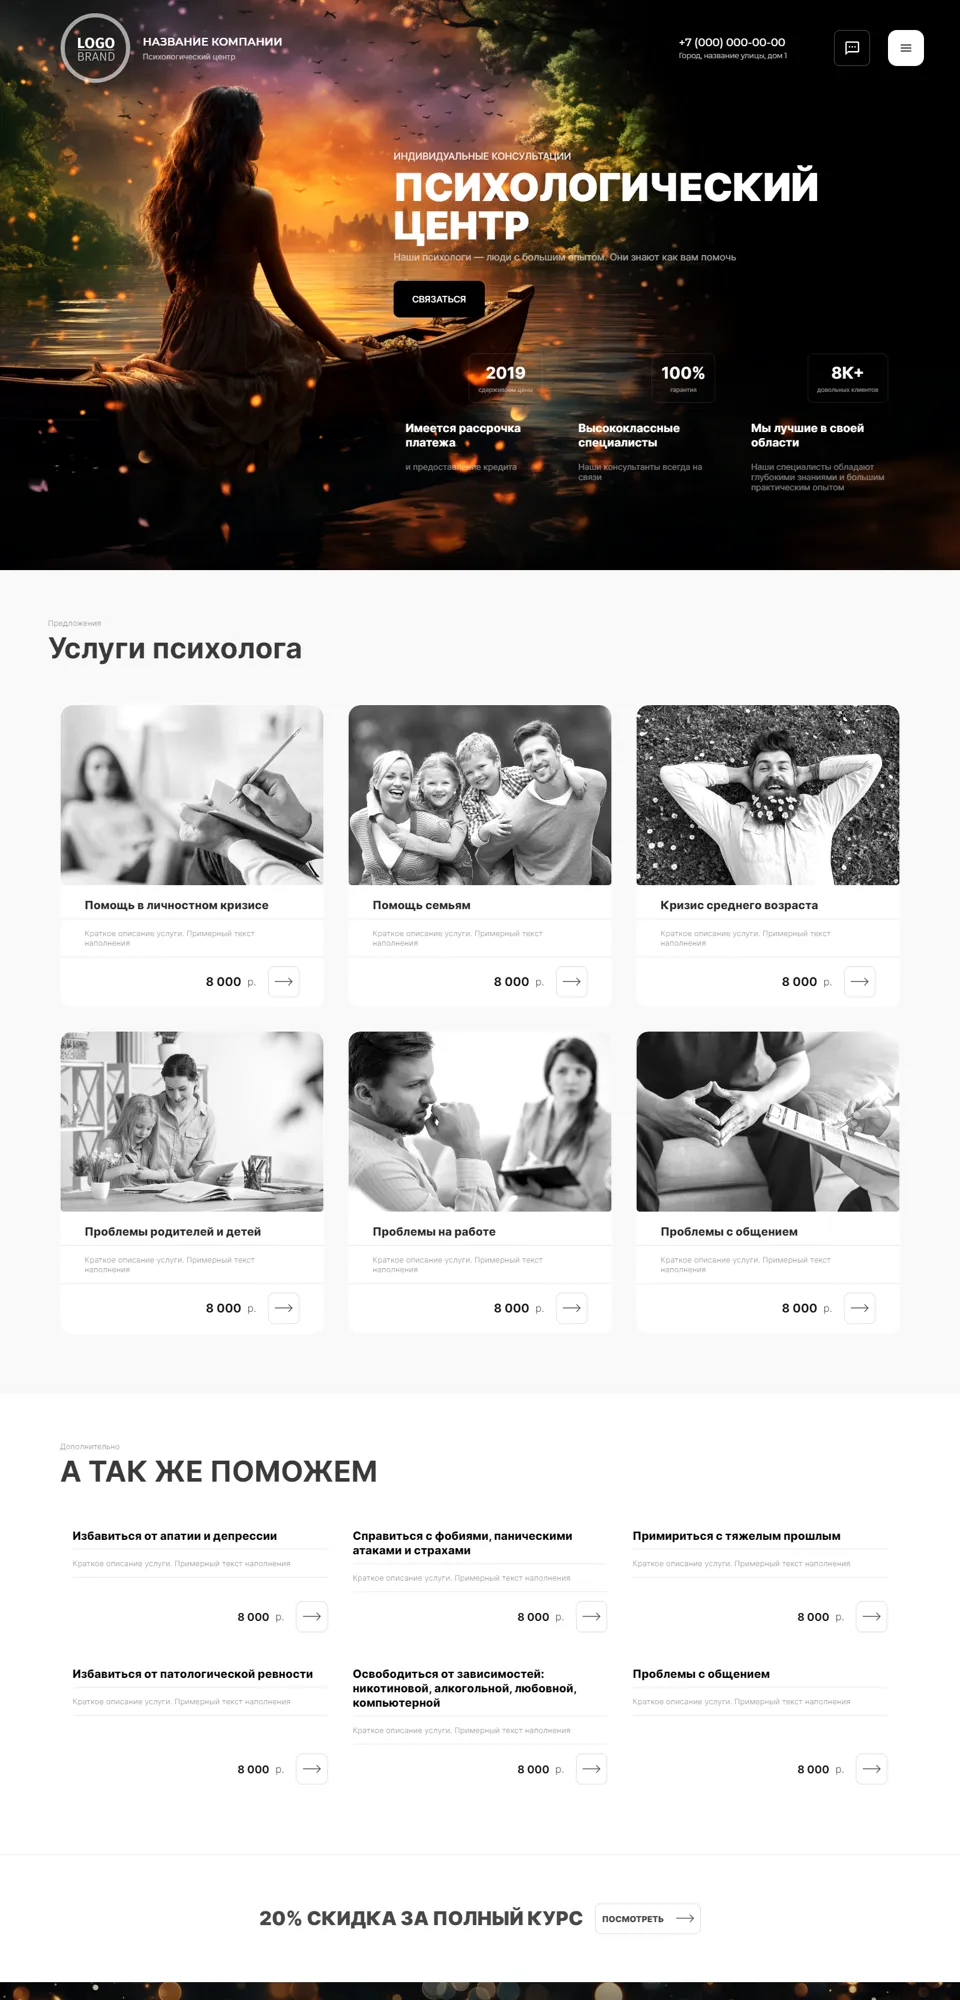 LOGO
BRAND
НАЗВАНИЕ КОМПАНИИ
Психологический центр
+7 (000) 000-00-00
Город, название улицы, дом 1
ИНДИВИДУАЛЬНЫЕ КОНСУЛЬТАЦИИ
ПСИХОЛОГИЧЕСКИЙ
ЦЕНТР
Наши психологи — люди с большим опытом. Они знают как вам помочь
СВЯЗАТЬСЯ
2019
сдерживаем цены
100%
гарантия
8K+
довольных клиентов
Имеется рассрочка
платежа
и предоставление кредита
Высококлассные
специалисты
Наши консультанты всегда на
связи
Мы лучшие в своей
области
Наши специалисты обладают
глубокими знаниями и большим
практическим опытом
Предложения
Услуги психолога
Помощь в личностном кризисе
Краткое описание услуги. Примерный текст
наполнения
8 000 р.
Помощь семьям
Краткое описание услуги. Примерный текст
наполнения
8 000 р.
Кризис среднего возраста
Краткое описание услуги. Примерный текст
наполнения
8 000 р.
Проблемы родителей и детей
Краткое описание услуги. Примерный текст
наполнения
8 000 р.
Проблемы на работе
Краткое описание услуги. Примерный текст
наполнения
8 000 р.
Проблемы с общением
Краткое описание услуги. Примерный текст
наполнения
8 000 р.
Дополнительно
А ТАК ЖЕ ПОМОЖЕМ
Избавиться от апатии и депрессии
Краткое описание услуги. Примерный текст наполнения
8 000 р.
Справиться с фобиями, паническими
атаками и страхами
Краткое описание услуги. Примерный текст наполнения
8 000 р.
Примириться с тяжелым прошлым
Краткое описание услуги. Примерный текст наполнения
8 000 р.
Избавиться от патологической ревности
Краткое описание услуги. Примерный текст наполнения
8 000 р.
Освободиться от зависимостей:
никотиновой, алкогольной, любовной,
компьютерной
Краткое описание услуги. Примерный текст наполнения
8 000 р.
Проблемы с общением
Краткое описание услуги. Примерный текст наполнения
8 000 р.
20% СКИДКА ЗА ПОЛНЫЙ КУРС
ПОСМОТРЕТЬ